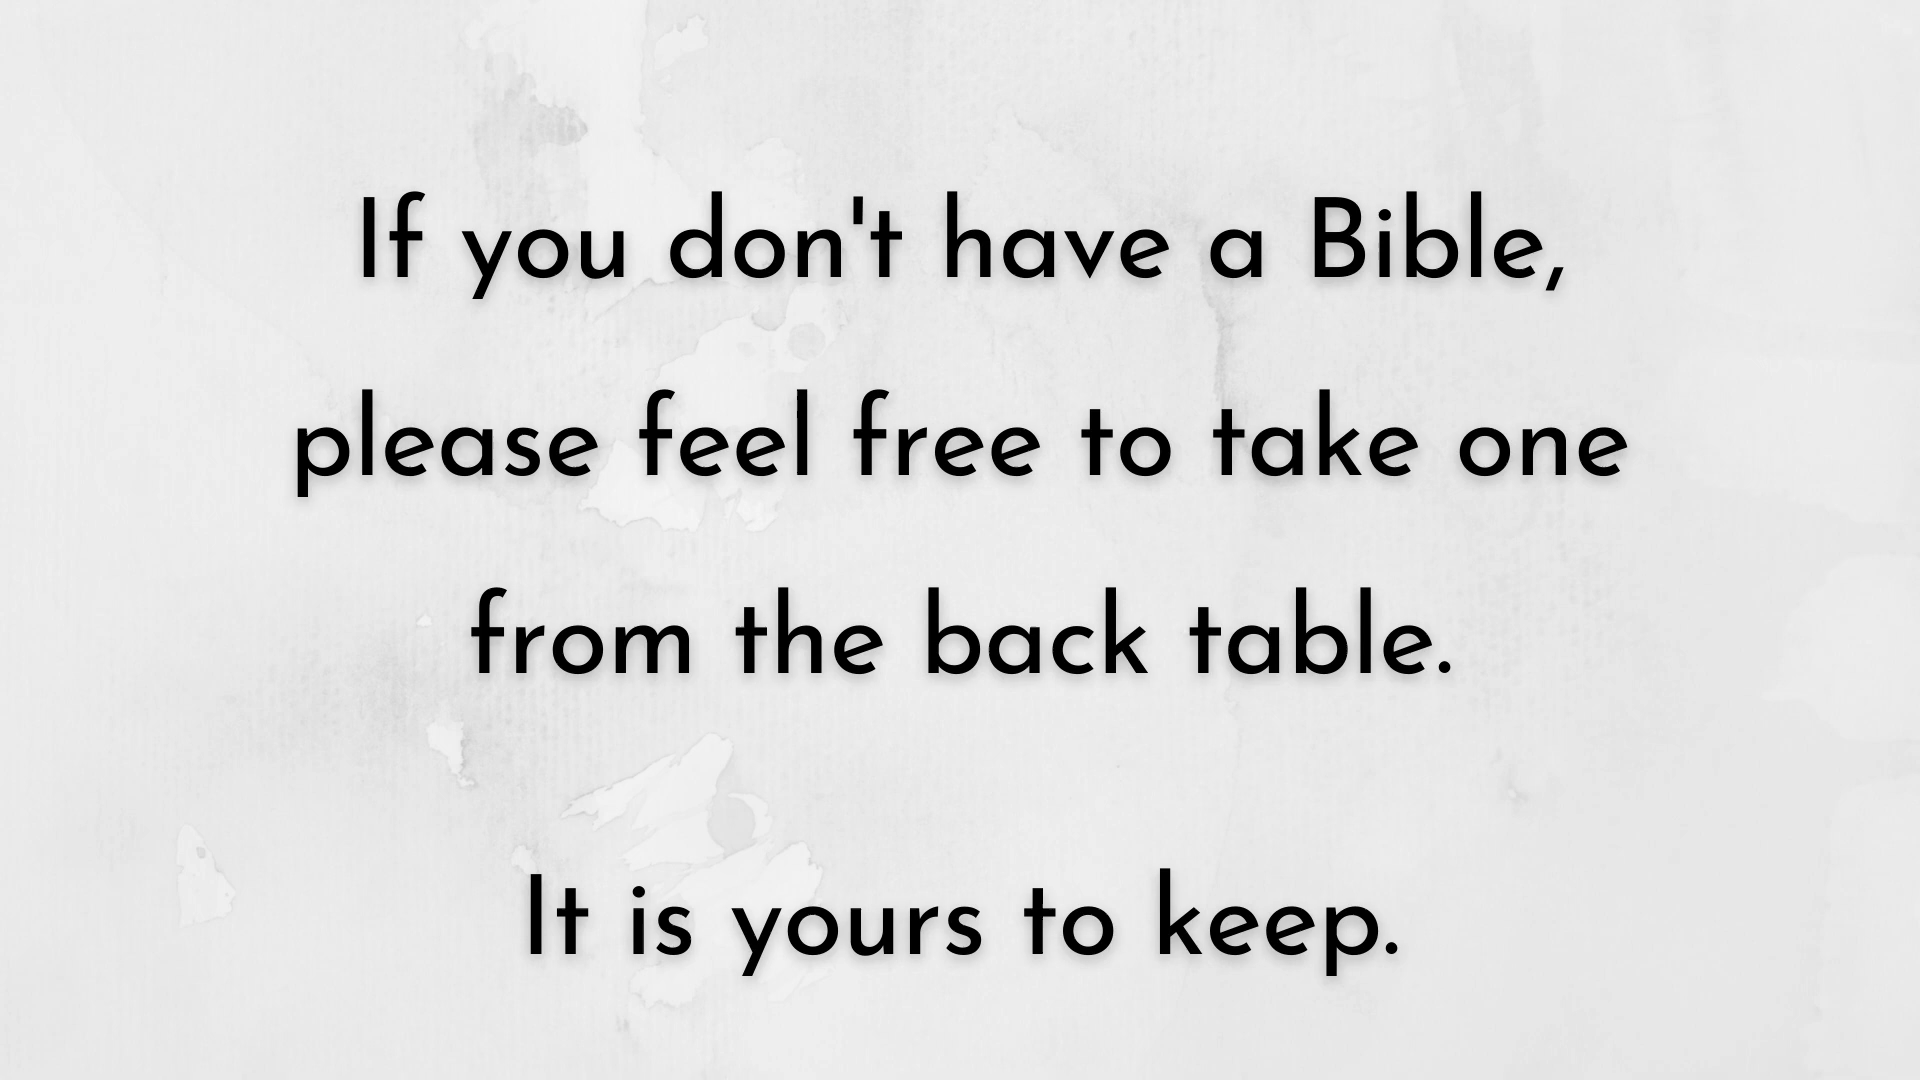 If you don't have a Bible,
please feel free to take one
from the back table.
It is yours to keep.